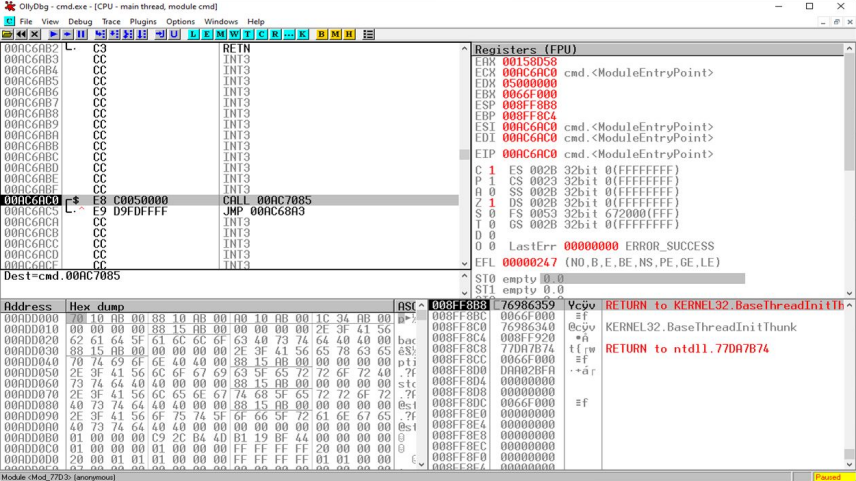 OllyDbg - cmd.exe - [CPU - main thread, module cmd]
C File View Debug Trace Plugins Options Windows Help
L E M W T C R ... K B M H
00AC6AB2 C3 RETN
00AC6AB3 CC INT3
00AC6AB4 CC INT3
00AC6AB5 CC INT3
00AC6AB6 CC INT3
00AC6AB7 CC INT3
00AC6AB8 CC INT3
00AC6AB9 CC INT3
00AC6ABA CC INT3
00AC6ABB CC INT3
00AC6ABC CC INT3
00AC6ABD CC INT3
00AC6ABE CC INT3
00AC6ABF CC INT3
00AC6AC0 $ E8 C0050000 CALL 00AC7085
00AC6AC5 .^ E9 D9FDFFFF JMP 00AC68A3
00AC6ACA CC INT3
00AC6ACB CC INT3
00AC6ACC CC INT3
00AC6ACD CC INT3
00AC6ACE CC INT3
Dest=cmd.00AC7085
Registers (FPU)
EAX 00158D58
ECX 00AC6AC0 cmd.<ModuleEntryPoint>
EDX 05000000
EBX 0066F000
ESP 008FF8B8
EBP 008FF8C4
ESI 00AC6AC0 cmd.<ModuleEntryPoint>
EDI 00AC6AC0 cmd.<ModuleEntryPoint>
EIP 00AC6AC0 cmd.<ModuleEntryPoint>
C 1 ES 002B 32bit 0(FFFFFFFF)
P 1 CS 0023 32bit 0(FFFFFFFF)
A 0 SS 002B 32bit 0(FFFFFFFF)
Z 1 DS 002B 32bit 0(FFFFFFFF)
S 0 FS 0053 32bit 672000(FFF)
T 0 GS 002B 32bit 0(FFFFFFFF)
D 0
O 0 LastErr 00000000 ERROR_SUCCESS
EFL 00000247 (NO,B,E,BE,NS,PE,GE,LE)
ST0 empty 0.0
ST1 empty 0.0
Address Hex dump ASC
00ADD000 70 10 AB 00 88 10 AB 00 A0 10 AB 00 1C 34 AB 00
00ADD010 00 00 00 00 88 15 AB 00 00 00 00 00 2E 3F 41 56
00ADD020 62 61 64 5F 61 6C 6C 6F 63 40 73 74 64 40 40 00 bad
00ADD030 88 15 AB 00 00 00 00 00 2E 3F 41 56 65 78 63 65
00ADD040 70 74 69 6F 6E 40 40 00 88 15 AB 00 00 00 00 00 pti
00ADD050 2E 3F 41 56 6C 6F 67 69 63 5F 65 72 72 6F 72 40 .?A
00ADD060 73 74 64 40 40 00 00 00 88 15 AB 00 00 00 00 00 std
00ADD070 2E 3F 41 56 6C 65 6E 67 74 68 5F 65 72 72 6F 72 .?A
00ADD080 40 73 74 64 40 40 00 00 88 15 AB 00 00 00 00 00 @st
00ADD090 2E 3F 41 56 6F 75 74 5F 6F 66 5F 72 61 6E 67 65 .?A
00ADD0A0 40 73 74 64 40 40 00 00 00 00 00 00 00 00 00 00 @st
00ADD0B0 01 00 00 00 C9 2C B4 4D B1 19 BF 44 00 00 00 00
00ADD0C0 01 00 00 00 01 00 00 00 FF FF FF FF 20 00 00 00
00ADD0D0 20 00 01 01 01 00 00 00 FF FF FF FF 01 01 00 00
008FF8B8 76986359 Ycÿv RETURN to KERNEL32.BaseThreadInitTh
008FF8BC 0066F000 ≡f
008FF8C0 76986340 @cÿv KERNEL32.BaseThreadInitThunk
008FF8C4 008FF920
008FF8C8 77DA7B74 RETURN to ntdll.77DA7B74
008FF8CC 0066F000 ≡f
008FF8D0 DAA02BFA
008FF8D4 00000000
008FF8D8 00000000
008FF8DC 0066F000 ≡f
008FF8E0 00000000
008FF8E4 00000000
008FF8E8 00000000
008FF8EC 00000000
008FF8F0 00000000
Module <Mod_77D3> (anonymous) Paused